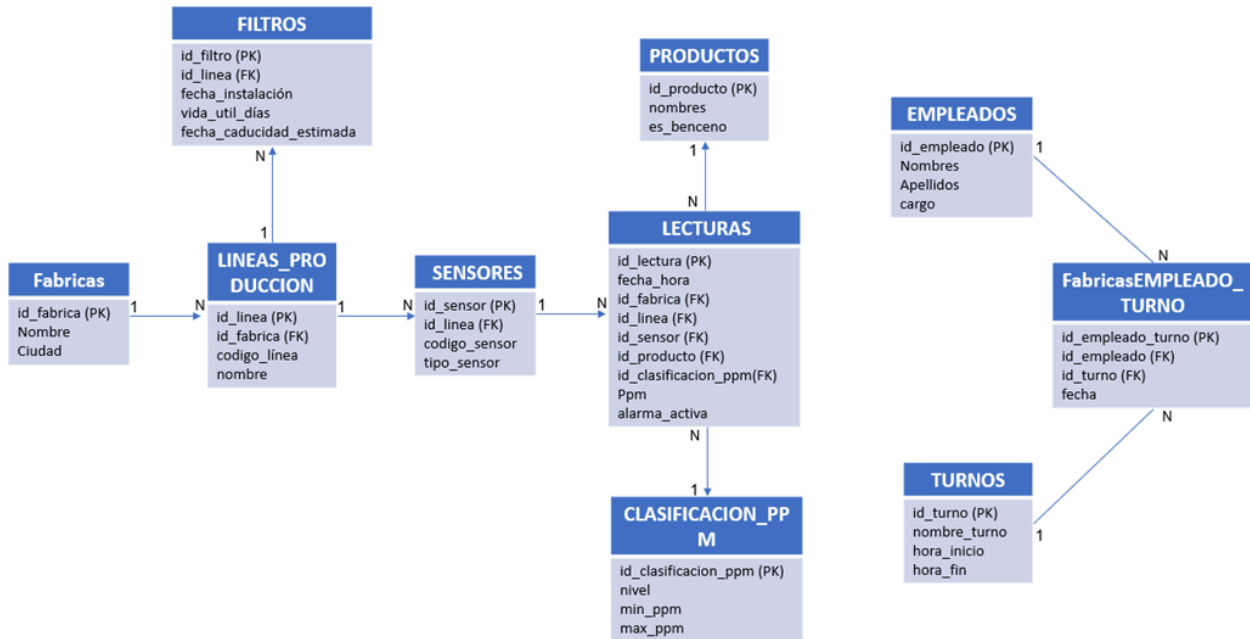 FILTROS
id_filtro (PK)
id_linea (FK)
fecha_instalación
vida_util_días
fecha_caducidad_estimada
N
1
Fabricas
id_fabrica (PK)
Nombre
Ciudad
1
N
LINEAS_PRO
DUCCION
id_linea (PK)
id_fabrica (FK)
codigo_línea
nombre
1
N
SENSORES
id_sensor (PK)
id_linea (FK)
codigo_sensor
tipo_sensor
1
N
PRODUCTOS
id_producto (PK)
nombres
es_benceno
1
N
LECTURAS
id_lectura (PK)
fecha_hora
id_fabrica (FK)
id_linea (FK)
id_sensor (FK)
id_producto (FK)
id_clasificacion_ppm(FK)
Ppm
alarma_activa
N
1
CLASIFICACION_PP
M
id_clasificacion_ppm (PK)
nivel
min_ppm
max_ppm
EMPLEADOS
id_empleado (PK)
Nombres
Apellidos
cargo
1
N
FabricasEMPLEADO_
TURNO
id_empleado_turno (PK)
id_empleado (FK)
id_turno (FK)
fecha
N
1
TURNOS
id_turno (PK)
nombre_turno
hora_inicio
hora_fin